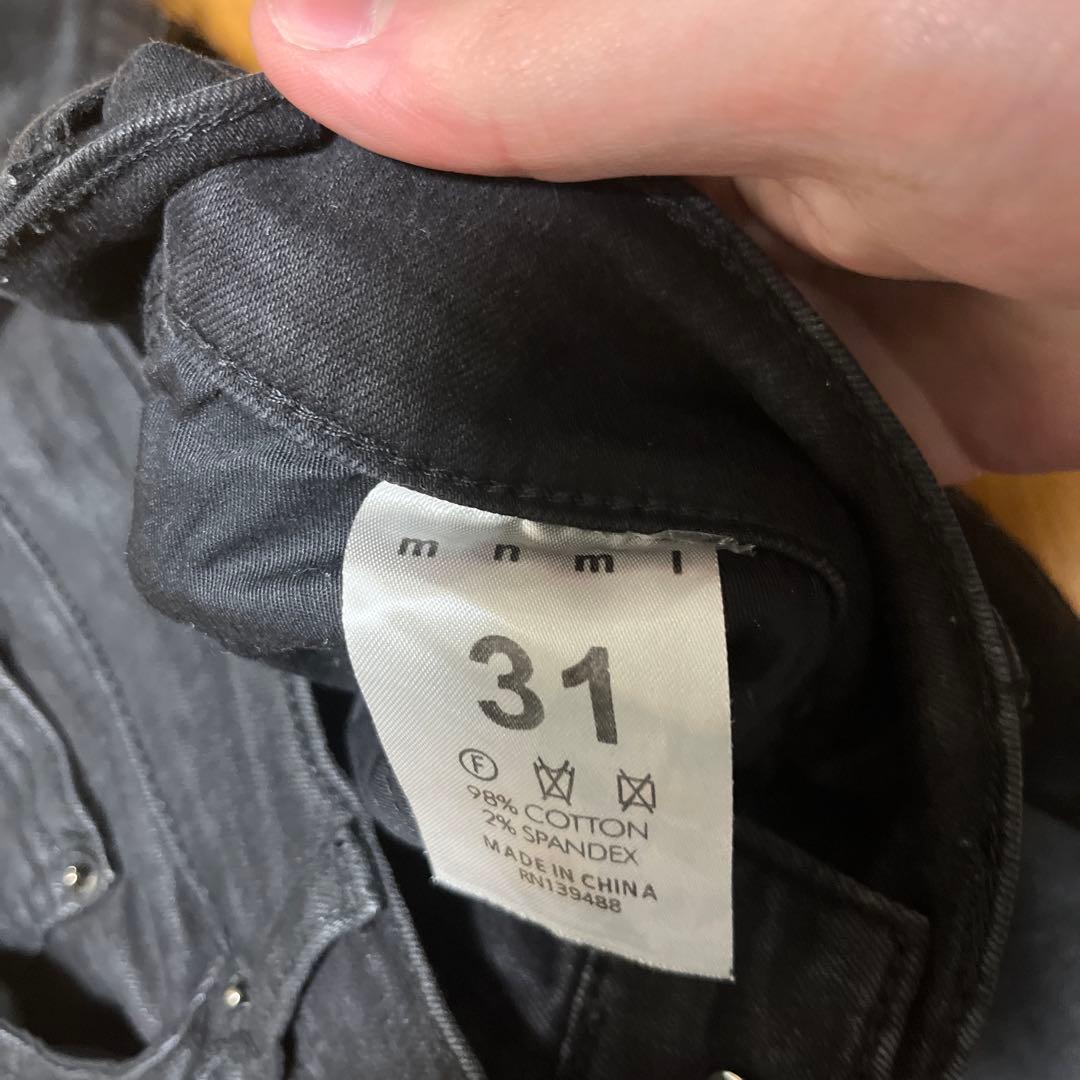 m n m l
31
F
98% COTTON
2% SPANDEX
MADE IN CHINA
RN139488